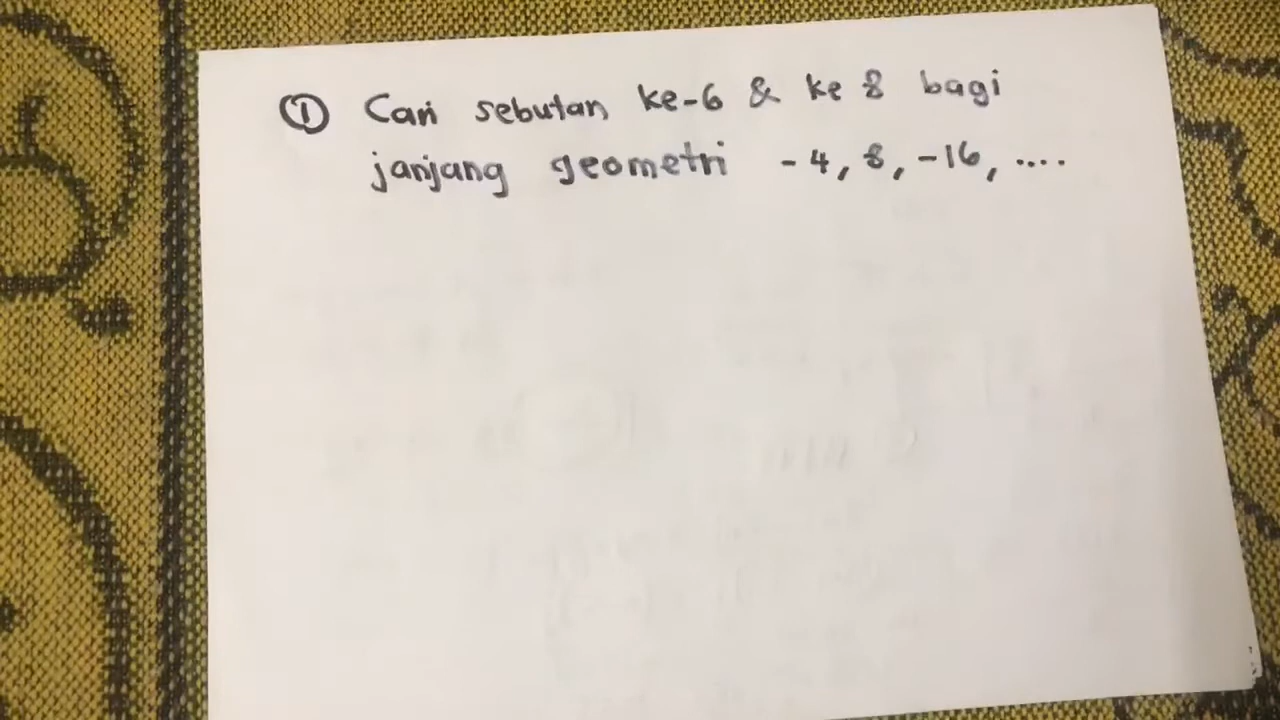 ① Cari sebutan ke-6 & ke 8 bagi
janjang geometri -4, 8, -16, ....